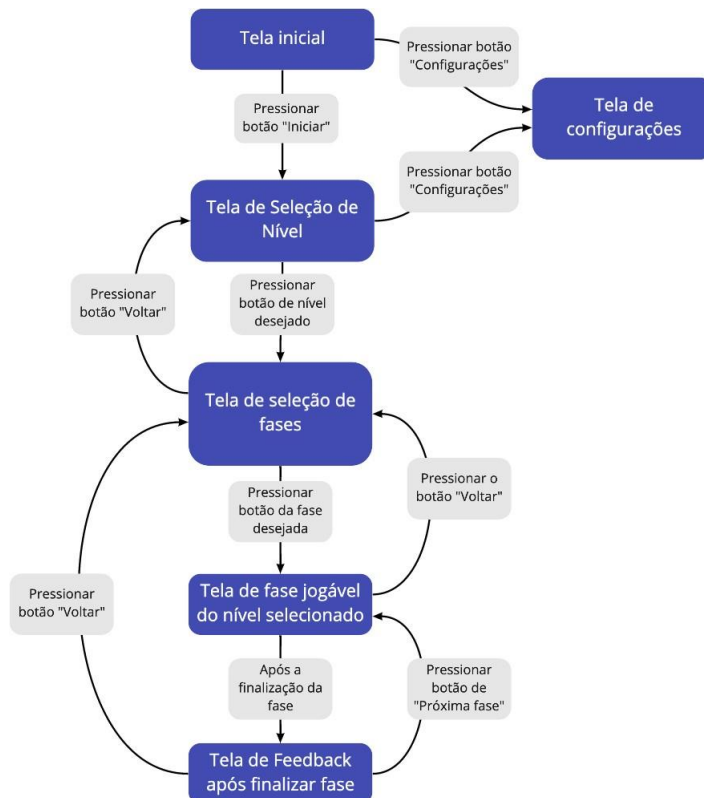 Tela inicial
Pressionar botão
"Configurações"
Tela de
configurações
Pressionar
botão "Iniciar"
Pressionar botão
"Configurações"
Tela de Seleção de
Nível
Pressionar
botão "Voltar"
Pressionar
botão de nível
desejado
Tela de seleção de
fases
Pressionar
botão da fase
desejada
Pressionar o
botão "Voltar"
Tela de fase jogável
do nível selecionado
Pressionar
botão "Voltar"
Após a
finalização da
fase
Pressionar
botão de
"Próxima fase"
Tela de Feedback
após finalizar fase